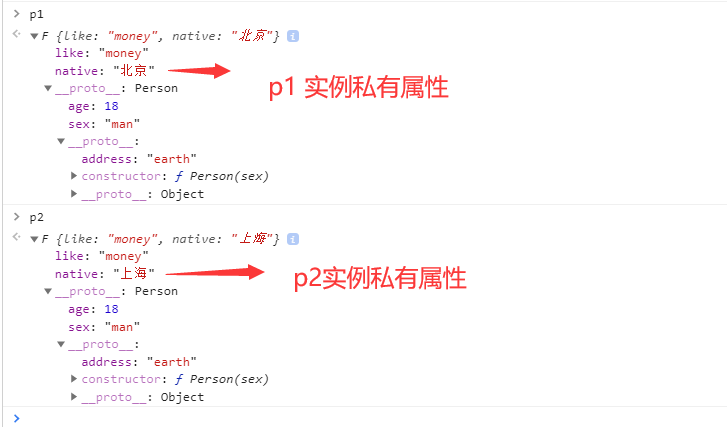 p1
F {like: "money", native: "北京"} i
like: "money"
native: "北京"
p1 实例私有属性
__proto__: Person
age: 18
sex: "man"
__proto__:
address: "earth"
constructor: ƒ Person(sex)
__proto__: Object
p2
F {like: "money", native: "上海"} i
like: "money"
native: "上海"
p2实例私有属性
__proto__: Person
age: 18
sex: "man"
__proto__:
address: "earth"
constructor: ƒ Person(sex)
__proto__: Object